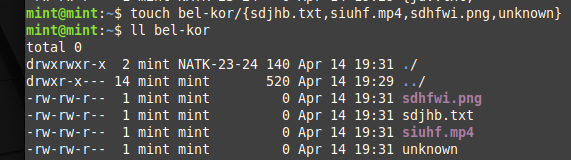 mint@mint:~$ touch bel-kor/{sdjhb.txt,siuhf.mp4,sdhfwi.png,unknown}
mint@mint:~$ ll bel-kor
total 0
drwxrwxr-x  2 mint NATK-23-24 140 Apr 14 19:31 ./
drwxr-x--- 14 mint mint       520 Apr 14 19:29 ../
-rw-rw-r--  1 mint mint         0 Apr 14 19:31 sdhfwi.png
-rw-rw-r--  1 mint mint         0 Apr 14 19:31 sdjhb.txt
-rw-rw-r--  1 mint mint         0 Apr 14 19:31 siuhf.mp4
-rw-rw-r--  1 mint mint         0 Apr 14 19:31 unknown